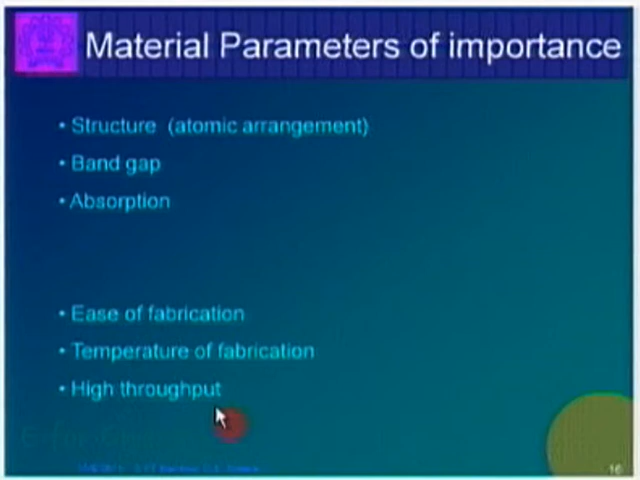 Material Parameters of importance
• Structure (atomic arrangement)
• Band gap
• Absorption
• Ease of fabrication
• Temperature of fabrication
• High throughput
16